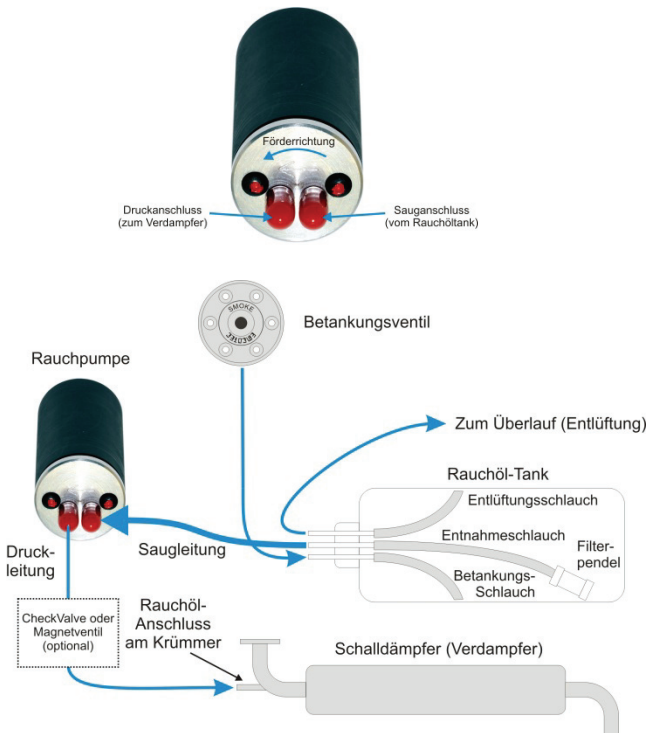 Förderrichtung
Druckanschluss
(zum Verdampfer)
Sauganschluss
(vom Rauchöltank)
SMOKE
Betankungsventil
Rauchpumpe
Zum Überlauf (Entlüftung)
Rauchöl-Tank
Entlüftungsschlauch
Entnahmeschlauch
Filter-
pendel
Betankungs-
Schlauch
Saugleitung
Druck-
leitung
CheckValve oder
Magnetventil
(optional)
Rauchöl-
Anschluss
am Krümmer
Schalldämpfer (Verdampfer)